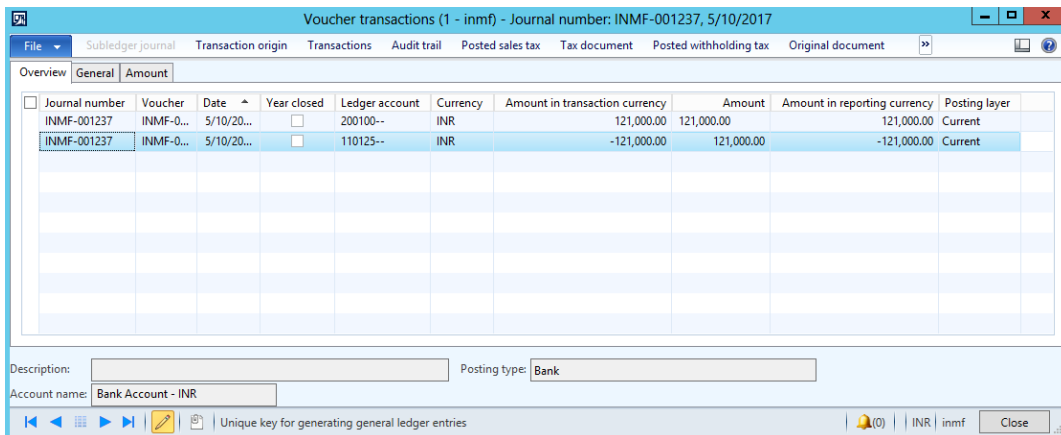 Voucher transactions (1 - inmf) - Journal number: INMF-001237, 5/10/2017
File Subledger journal Transaction origin Transactions Audit trail Posted sales tax Tax document Posted withholding tax Original document »
Overview General Amount
Journal number Voucher Date Year closed Ledger account Currency Amount in transaction currency Amount Amount in reporting currency Posting layer
INMF-001237 INMF-0... 5/10/20... 200100-- INR 121,000.00 121,000.00 121,000.00 Current
INMF-001237 INMF-0... 5/10/20... 110125-- INR -121,000.00 121,000.00 -121,000.00 Current
Description: Posting type: Bank
Account name: Bank Account - INR
Unique key for generating general ledger entries (0) INR inmf Close